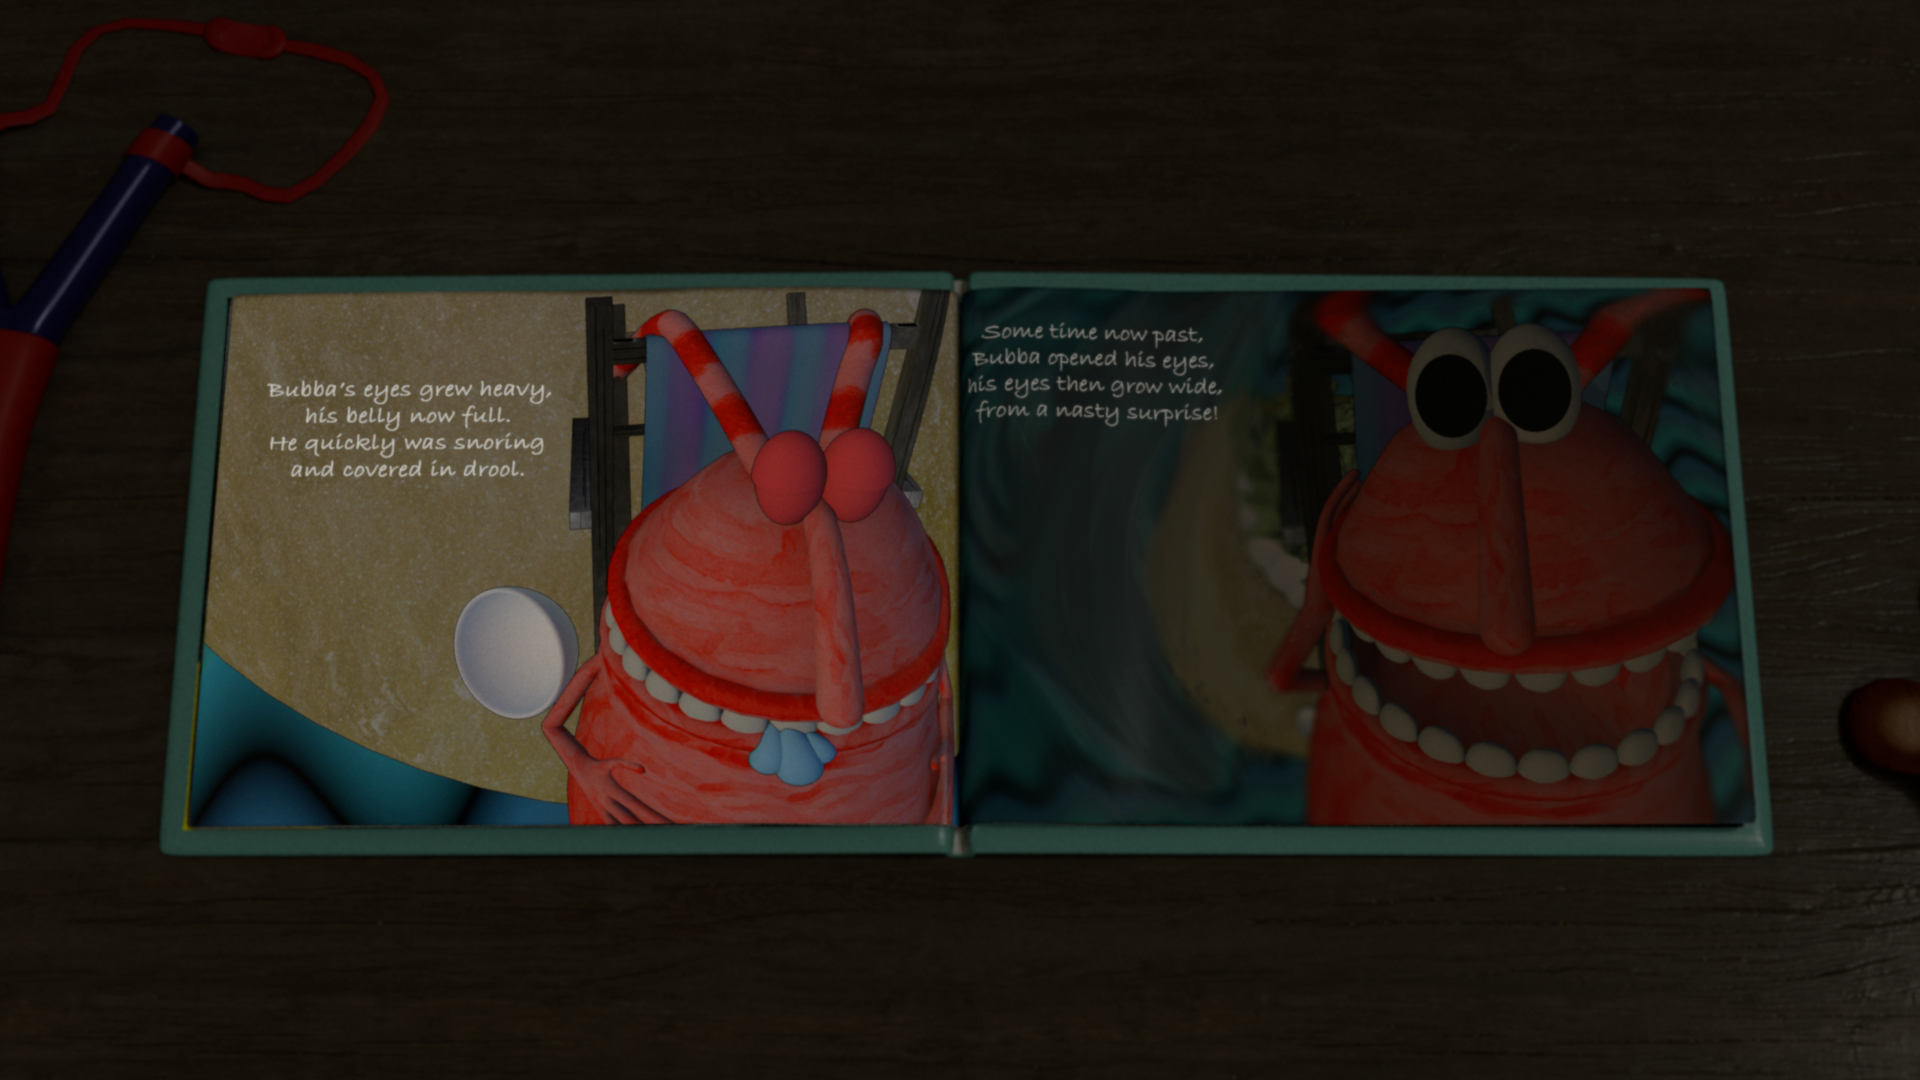 Bubba's eyes grew heavy,
his belly now full.
He quickly was snoring
and covered in drool.
Some time now past,
Bubba opened his eyes,
his eyes then grow wide,
from a nasty surprise!